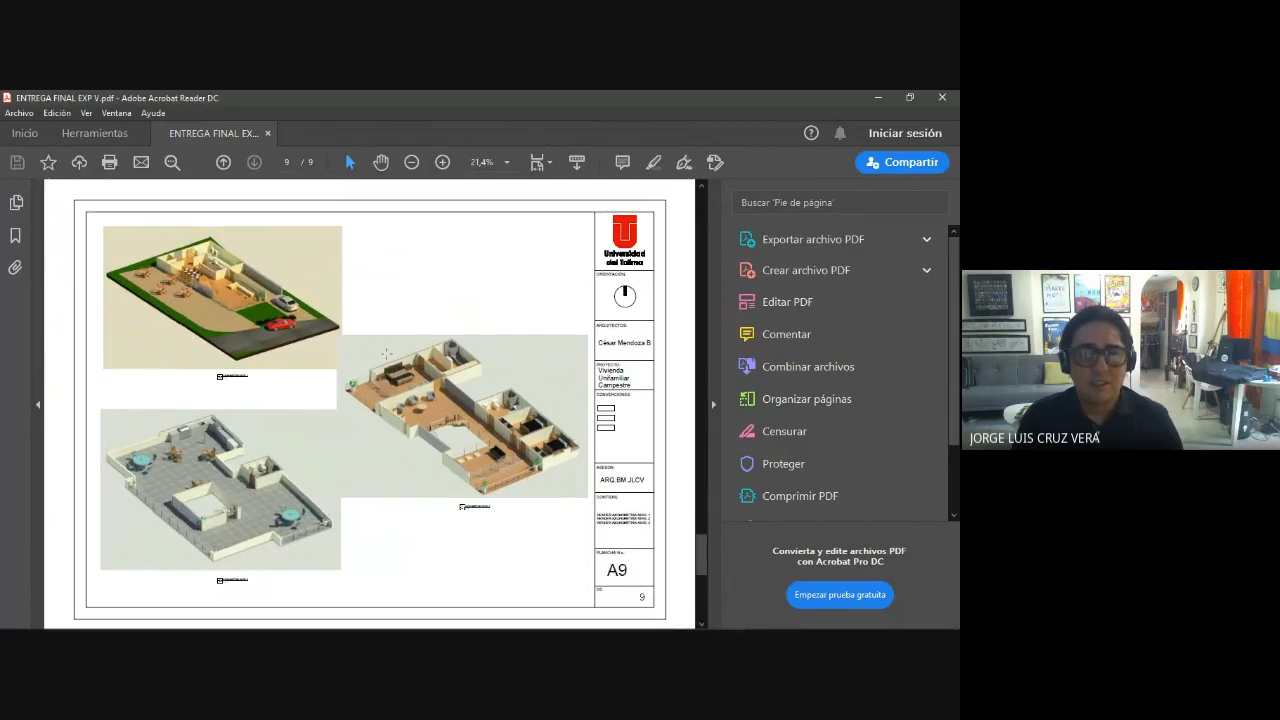 ENTREGA FINAL EXP V.pdf - Adobe Acrobat Reader DC
Archivo Edición Ver Ventana Ayuda
Inicio Herramientas ENTREGA FINAL EX... × Iniciar sesión
9 / 9 21,4% Compartir
Universidad
del Tolima
ORIENTACIÓN:
ARQUITECTOS:
César Mendoza B
PROYECTO:
Vivienda
Unifamiliar
Campestre
CONVENCIONES:
ASESOR:
ARQ.BM.JLCV
CONTIENE:
PLANCHA No:
A9
DE:
9
Buscar 'Pie de página'
Exportar archivo PDF
Crear archivo PDF
Editar PDF
Comentar
Combinar archivos
Organizar páginas
Censurar
Proteger
Comprimir PDF
Convierta y edite archivos PDF
con Acrobat Pro DC
Empezar prueba gratuita
JORGE LUIS CRUZ VERA